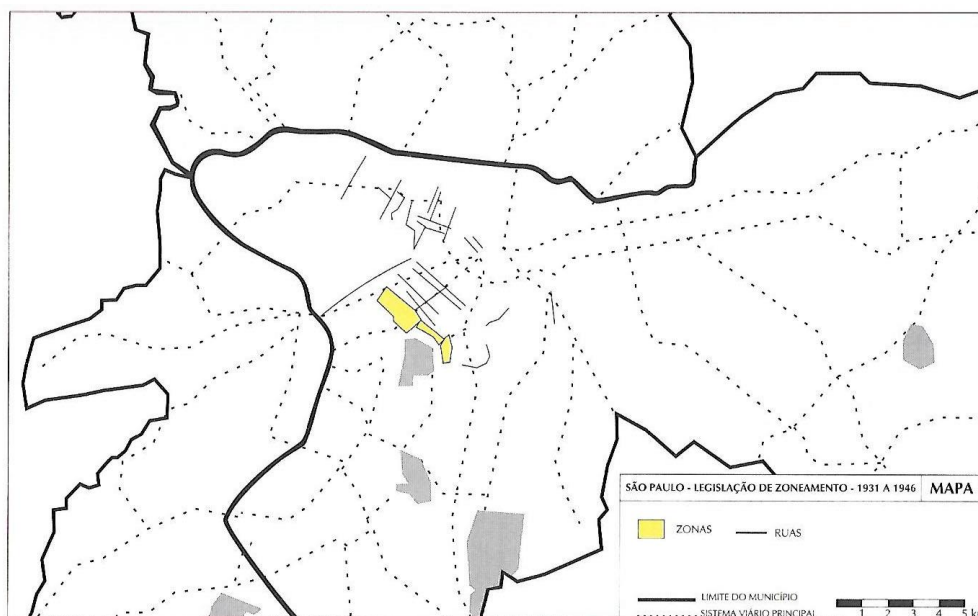 SÃO PAULO - LEGISLAÇÃO DE ZONEAMENTO - 1931 A 1946 MAPA
ZONAS RUAS
LIMITE DO MUNICÍPIO
SISTEMA VIÁRIO PRINCIPAL
1 2 3 4 5 k